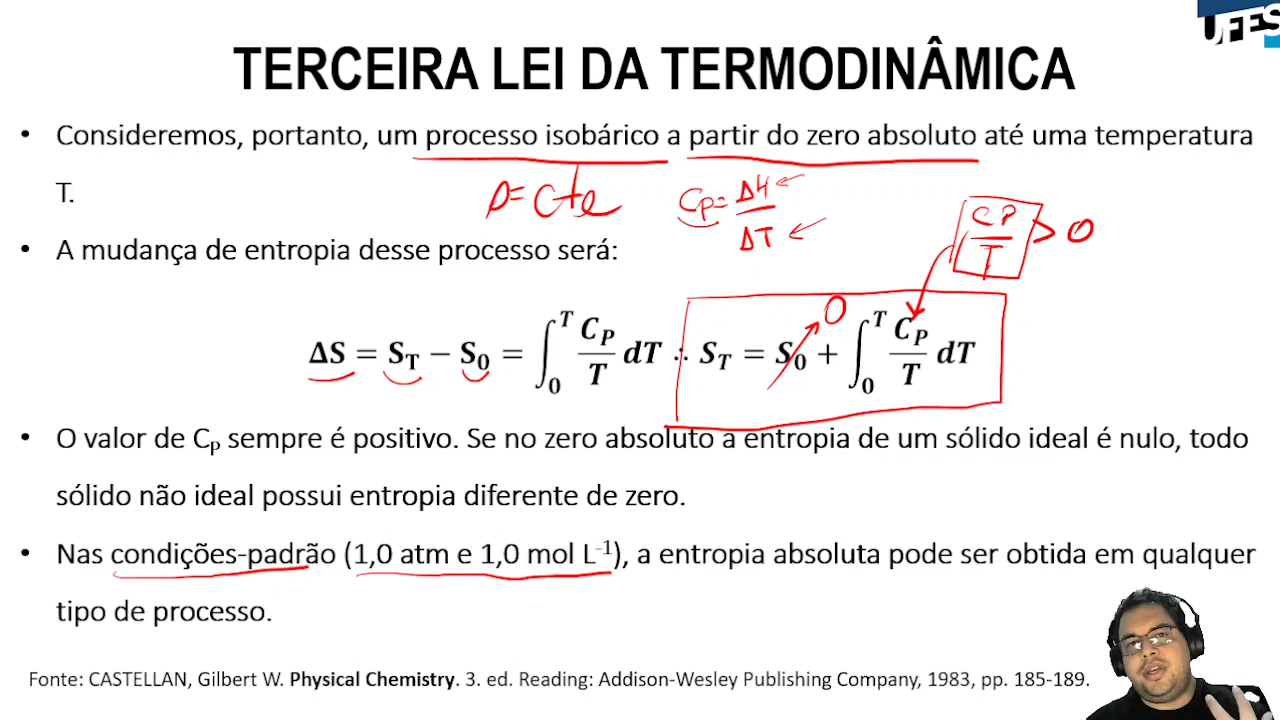 UFES
TERCEIRA LEI DA TERMODINÂMICA
• Consideremos, portanto, um processo isobárico a partir do zero absoluto até uma temperatura
T.
P = Cte
Cp = ΔH / ΔT
CP / T > 0
• A mudança de entropia desse processo será:
0
ΔS = S_T − S_0 = ∫_0^T C_P/T dT ∴ S_T = S_0 + ∫_0^T C_P/T dT
• O valor de C_P sempre é positivo. Se no zero absoluto a entropia de um sólido ideal é nulo, todo
sólido não ideal possui entropia diferente de zero.
• Nas condições-padrão (1,0 atm e 1,0 mol L⁻¹), a entropia absoluta pode ser obtida em qualquer
tipo de processo.
Fonte: CASTELLAN, Gilbert W. Physical Chemistry. 3. ed. Reading: Addison-Wesley Publishing Company, 1983, pp. 185-189.